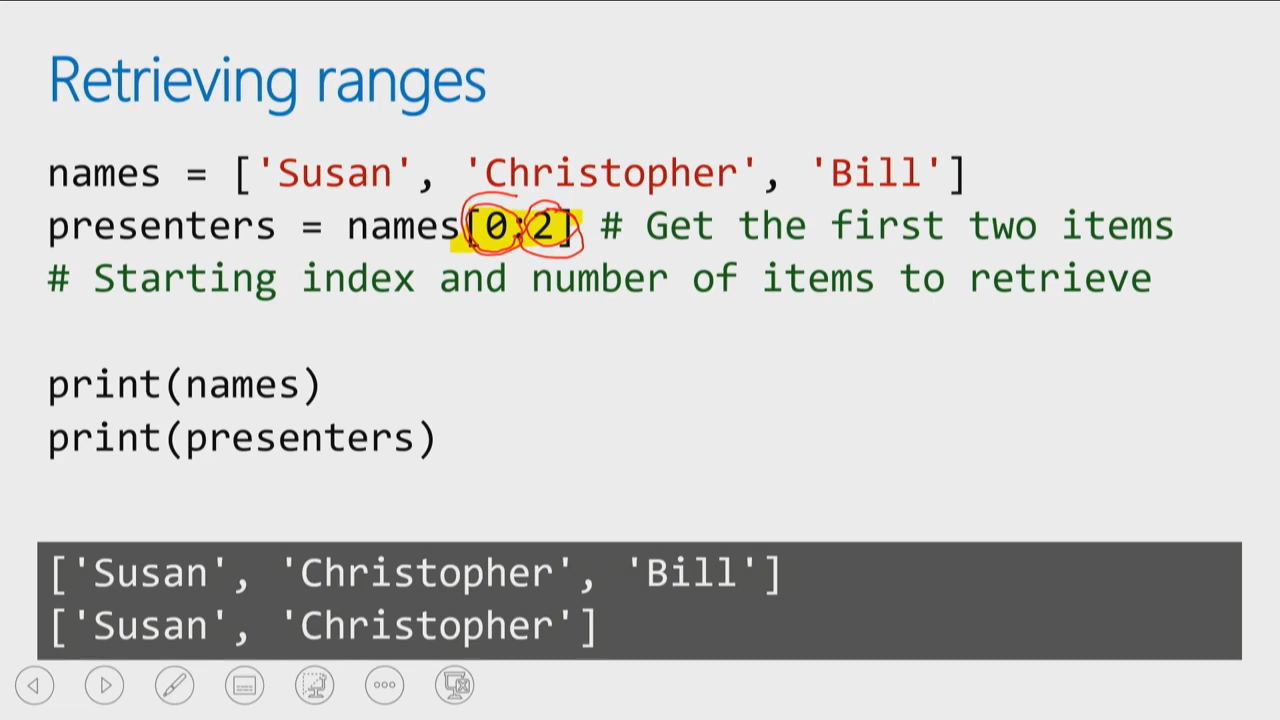 Retrieving ranges
names = ['Susan', 'Christopher', 'Bill']
presenters = names[0:2] # Get the first two items
# Starting index and number of items to retrieve
print(names)
print(presenters)
['Susan', 'Christopher', 'Bill']
['Susan', 'Christopher']